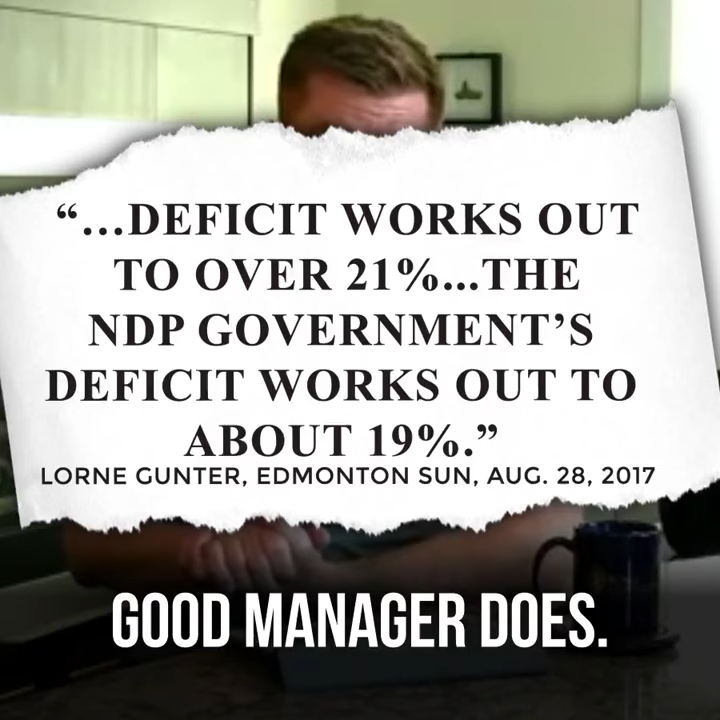 “...DEFICIT WORKS OUT
TO OVER 21%...THE
NDP GOVERNMENT’S
DEFICIT WORKS OUT TO
ABOUT 19%.”
LORNE GUNTER, EDMONTON SUN, AUG. 28, 2017
GOOD MANAGER DOES.